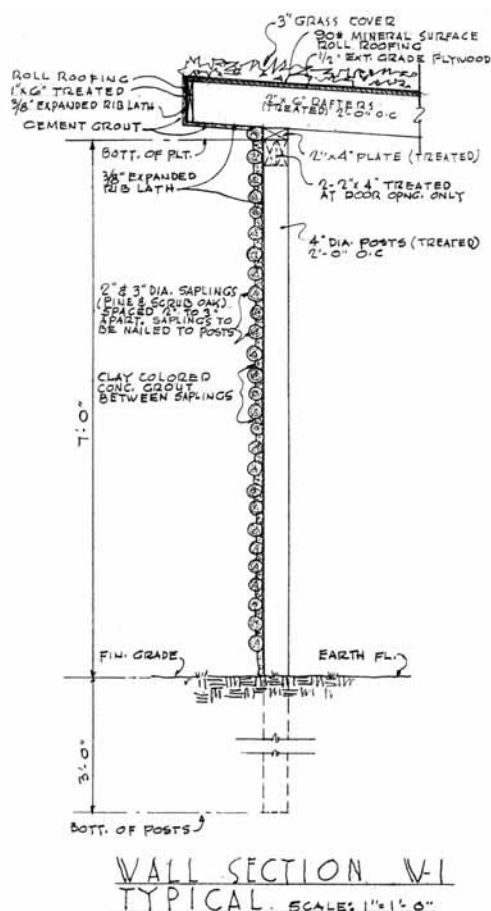 3" GRASS COVER
90# MINERAL SURFACE
ROLL ROOFING
1/2" EXT. GRADE PLYWOOD
ROLL ROOFING
1"x6" TREATED
3/8" EXPANDED RIB LATH
CEMENT GROUT
2"x6" RAFTERS
(TREATED) 2'-0" O.C
BOTT. OF PLT.
3/8" EXPANDED
RIB LATH
2"x4" PLATE (TREATED)
2-2"x4" TREATED
AT DOOR OPNG. ONLY
4" DIA. POSTS (TREATED)
2'-0" O.C
2" & 3" DIA. SAPLINGS
(PINE & SCRUB OAK)
SPACED 2" TO 3"
APART. SAPLINGS TO
BE NAILED TO POSTS
CLAY COLORED
CONC. GROUT
BETWEEN SAPLINGS
7'-0"
FIN. GRADE
EARTH FL.
3'-0"
BOTT. OF POSTS
WALL SECTION W-1
TYPICAL. SCALE: 1"=1'-0"